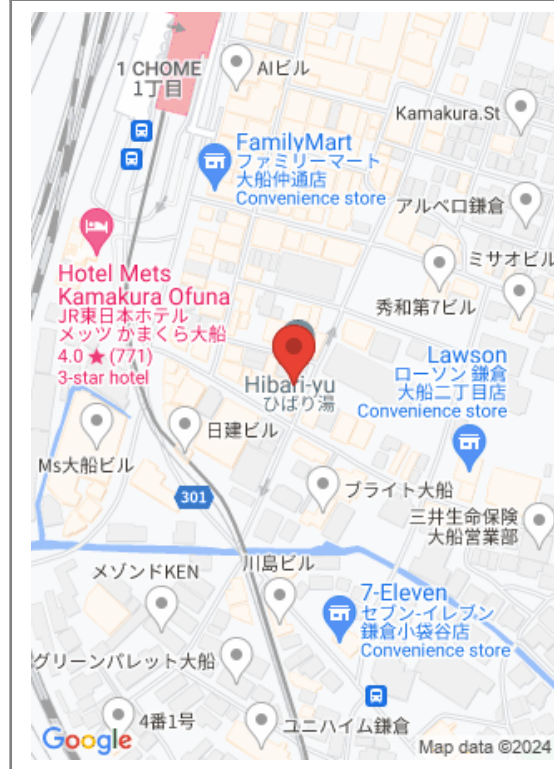 1 CHOME
1丁目
AIビル
Kamakura.St
FamilyMart
ファミリーマート
大船仲通店
Convenience store
アルベロ鎌倉
ミサオビル
Hotel Mets
Kamakura Ofuna
JR東日本ホテル
メッツ かまくら大船
4.0 ★ (771)
3-star hotel
秀和第7ビル
Lawson
ローソン 鎌倉
大船二丁目店
Convenience store
Hibari-yu
ひばり湯
日建ビル
Ms大船ビル
301
ブライト大船
三井生命保険
大船営業部
メゾンドKEN
川島ビル
7-Eleven
セブン-イレブン
鎌倉小袋谷店
Convenience store
グリーンパレット大船
4番1号
ユニハイム鎌倉
Google
Map data ©2024